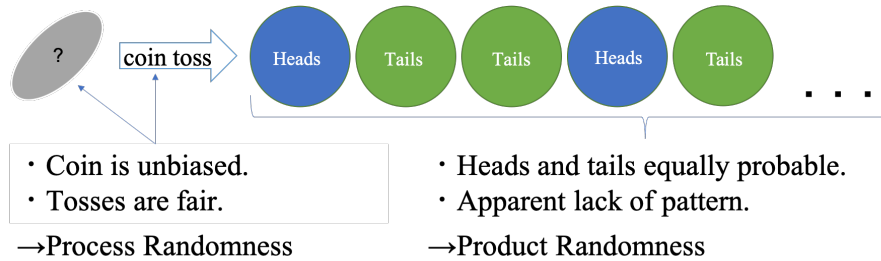 ?
coin toss
Heads
Tails
Tails
Heads
Tails
. . .
・Coin is unbiased.
・Tosses are fair.
→Process Randomness
・Heads and tails equally probable.
・Apparent lack of pattern.
→Product Randomness